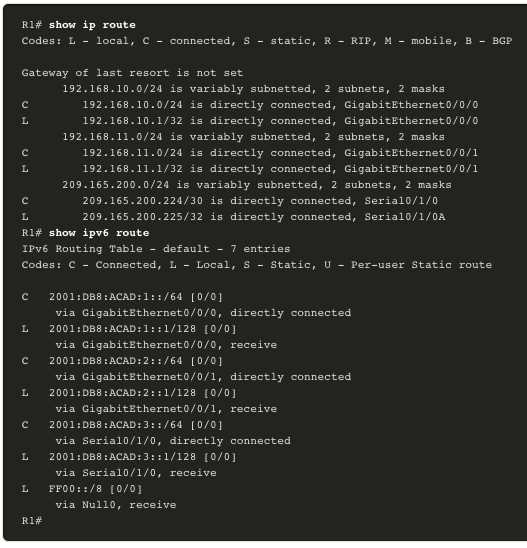 R1# show ip route
Codes: L - local, C - connected, S - static, R - RIP, M - mobile, B - BGP
Gateway of last resort is not set
192.168.10.0/24 is variably subnetted, 2 subnets, 2 masks
C 192.168.10.0/24 is directly connected, GigabitEthernet0/0/0
L 192.168.10.1/32 is directly connected, GigabitEthernet0/0/0
192.168.11.0/24 is variably subnetted, 2 subnets, 2 masks
C 192.168.11.0/24 is directly connected, GigabitEthernet0/0/1
L 192.168.11.1/32 is directly connected, GigabitEthernet0/0/1
209.165.200.0/24 is variably subnetted, 2 subnets, 2 masks
C 209.165.200.224/30 is directly connected, Serial0/1/0
L 209.165.200.225/32 is directly connected, Serial0/1/0A
R1# show ipv6 route
IPv6 Routing Table - default - 7 entries
Codes: C - Connected, L - Local, S - Static, U - Per-user Static route
C 2001:DB8:ACAD:1::/64 [0/0]
via GigabitEthernet0/0/0, directly connected
L 2001:DB8:ACAD:1::1/128 [0/0]
via GigabitEthernet0/0/0, receive
C 2001:DB8:ACAD:2::/64 [0/0]
via GigabitEthernet0/0/1, directly connected
L 2001:DB8:ACAD:2::1/128 [0/0]
via GigabitEthernet0/0/1, receive
C 2001:DB8:ACAD:3::/64 [0/0]
via Serial0/1/0, directly connected
L 2001:DB8:ACAD:3::1/128 [0/0]
via Serial0/1/0, receive
L FF00::/8 [0/0]
via Null0, receive
R1#